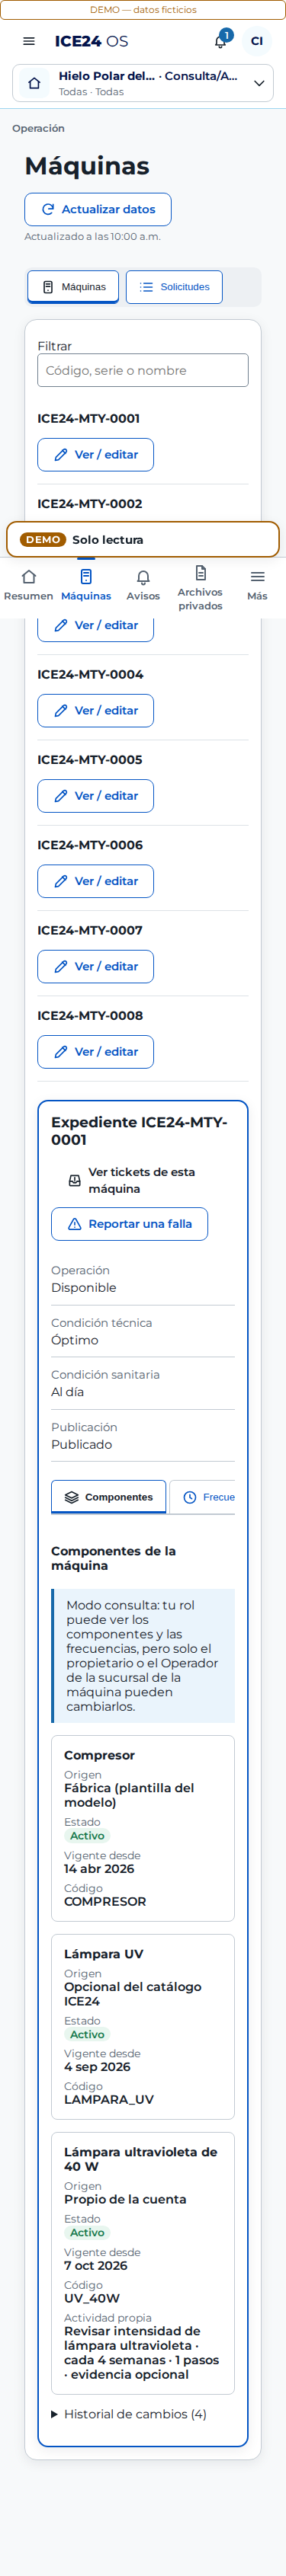 DEMO — datos ficticios
ICE24 OS
1
CI
Hielo Polar del... · Consulta/A...
Todas · Todas
Operación
Máquinas
Actualizar datos
Actualizado a las 10:00 a.m.
Máquinas
Solicitudes
Filtrar
Código, serie o nombre
ICE24-MTY-0001
Ver / editar
ICE24-MTY-0002
DEMO Solo lectura
Resumen
Máquinas
Avisos
Archivos
privados
Más
Ver / editar
ICE24-MTY-0004
Ver / editar
ICE24-MTY-0005
Ver / editar
ICE24-MTY-0006
Ver / editar
ICE24-MTY-0007
Ver / editar
ICE24-MTY-0008
Ver / editar
Expediente ICE24-MTY-
0001
Ver tickets de esta
máquina
Reportar una falla
Operación
Disponible
Condición técnica
Óptimo
Condición sanitaria
Al día
Publicación
Publicado
Componentes
Frecue
Componentes de la
máquina
Modo consulta: tu rol
puede ver los
componentes y las
frecuencias, pero solo el
propietario o el Operador
de la sucursal de la
máquina pueden
cambiarlos.
Compresor
Origen
Fábrica (plantilla del
modelo)
Estado
Activo
Vigente desde
14 abr 2026
Código
COMPRESOR
Lámpara UV
Origen
Opcional del catálogo
ICE24
Estado
Activo
Vigente desde
4 sep 2026
Código
LAMPARA_UV
Lámpara ultravioleta de
40 W
Origen
Propio de la cuenta
Estado
Activo
Vigente desde
7 oct 2026
Código
UV_40W
Actividad propia
Revisar intensidad de
lámpara ultravioleta ·
cada 4 semanas · 1 pasos
· evidencia opcional
Historial de cambios (4)